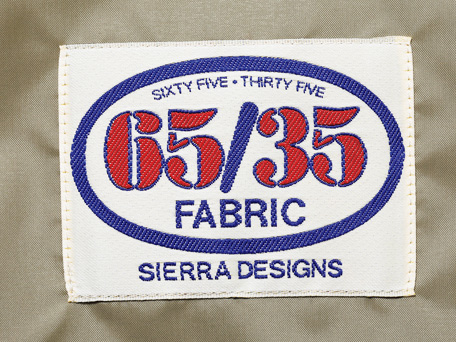 SIXTY FIVE • THIRTY FIVE
65/35
FABRIC
SIERRA DESIGNS